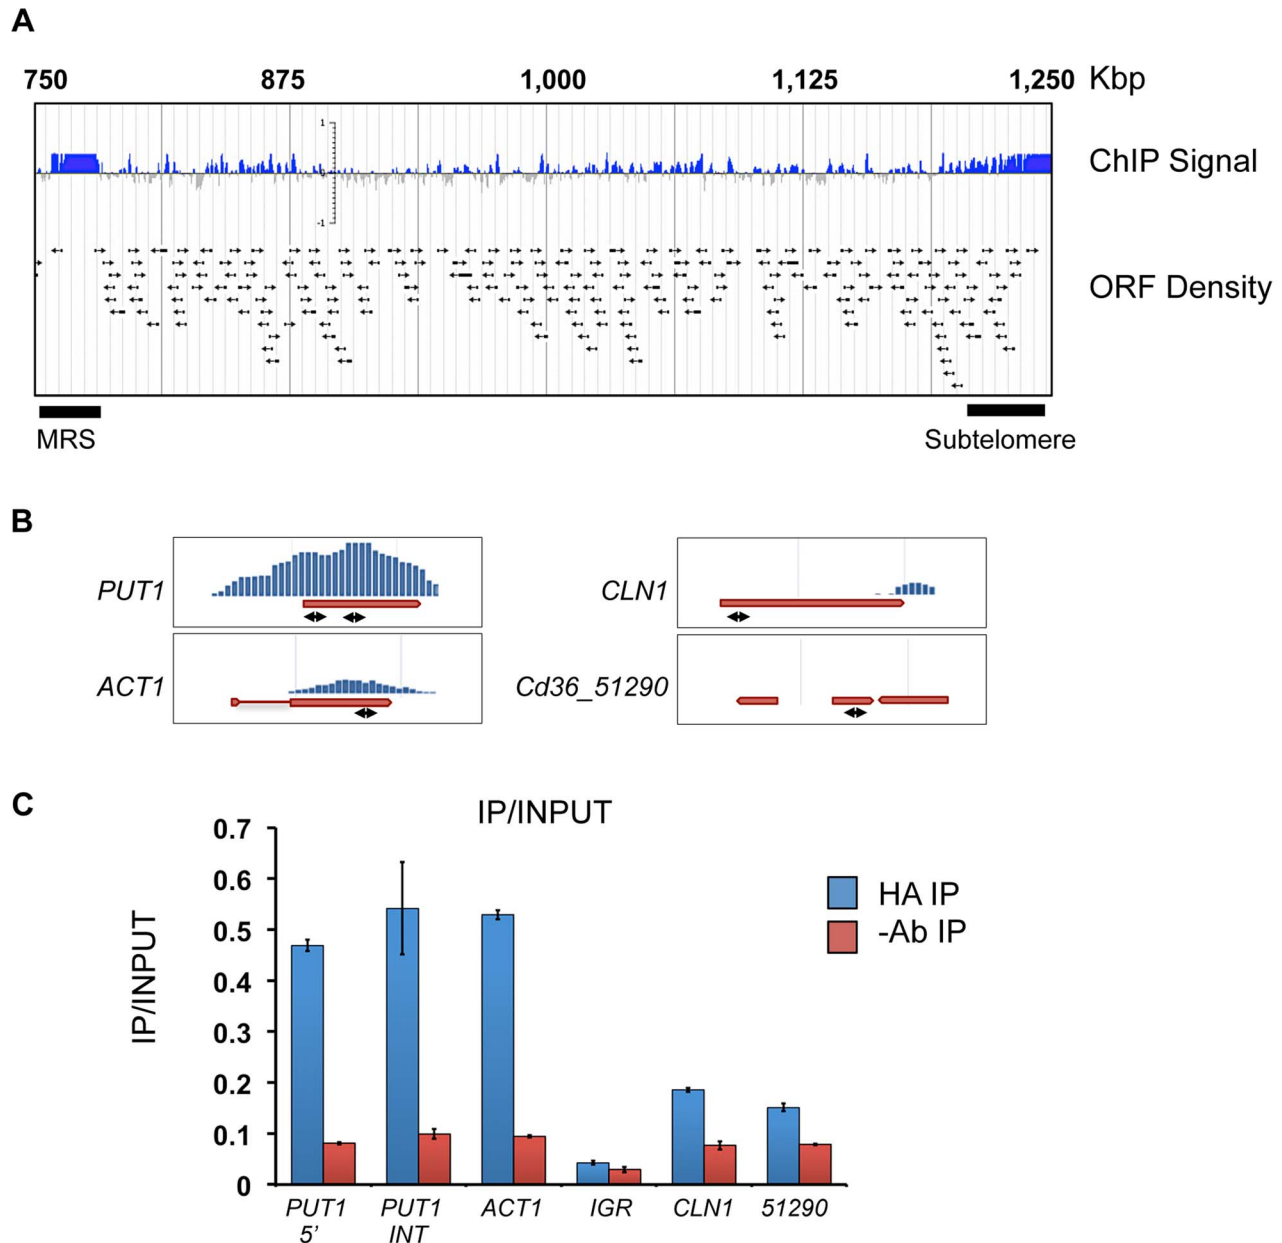 A
750 875 1,000 1,125 1,250 Kbp
1
0
-1
ChIP Signal
ORF Density
MRS
Subtelomere
B
PUT1
CLN1
ACT1
Cd36_51290
C
IP/INPUT
IP/INPUT
0.7
0.6
0.5
0.4
0.3
0.2
0.1
0
HA IP
-Ab IP
PUT1 5’
PUT1 INT
ACT1
IGR
CLN1
51290